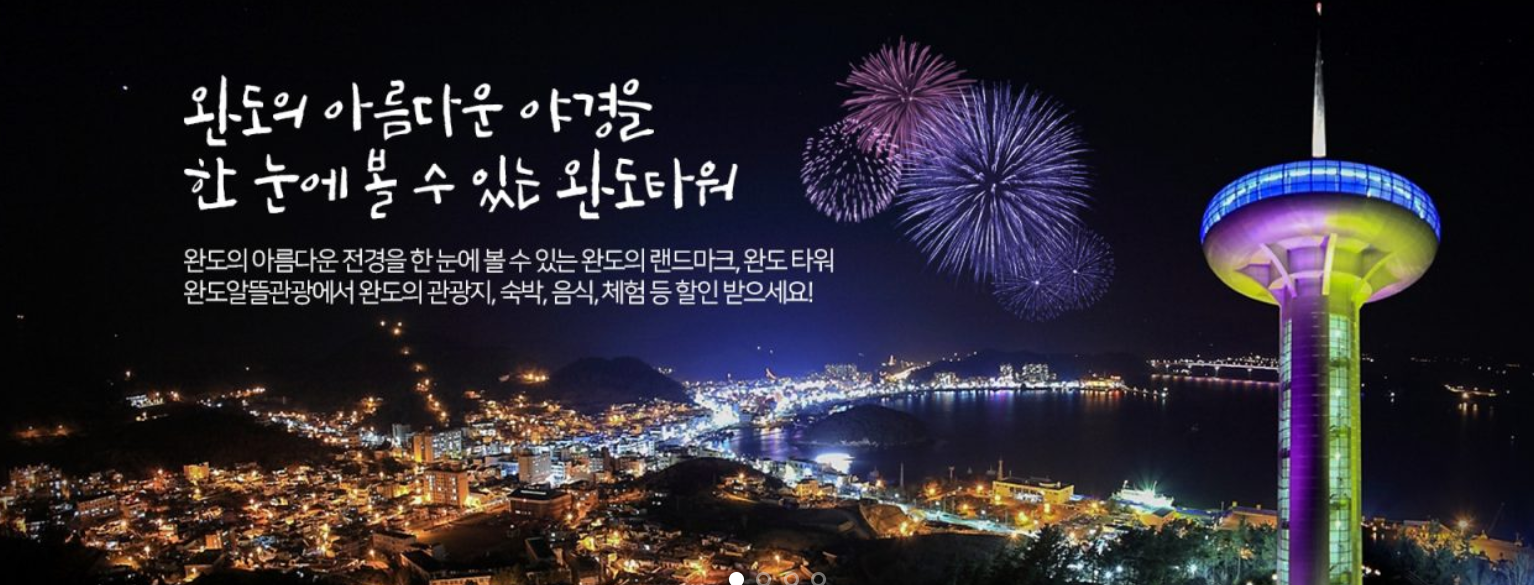 완도의 아름다운 야경을
한 눈에 볼 수 있는 완도타워
완도의 아름다운 전경을 한 눈에 볼 수 있는 완도의 랜드마크, 완도 타워
완도알뜰관광에서 완도의 관광지, 숙박, 음식, 체험 등 할인 받으세요!